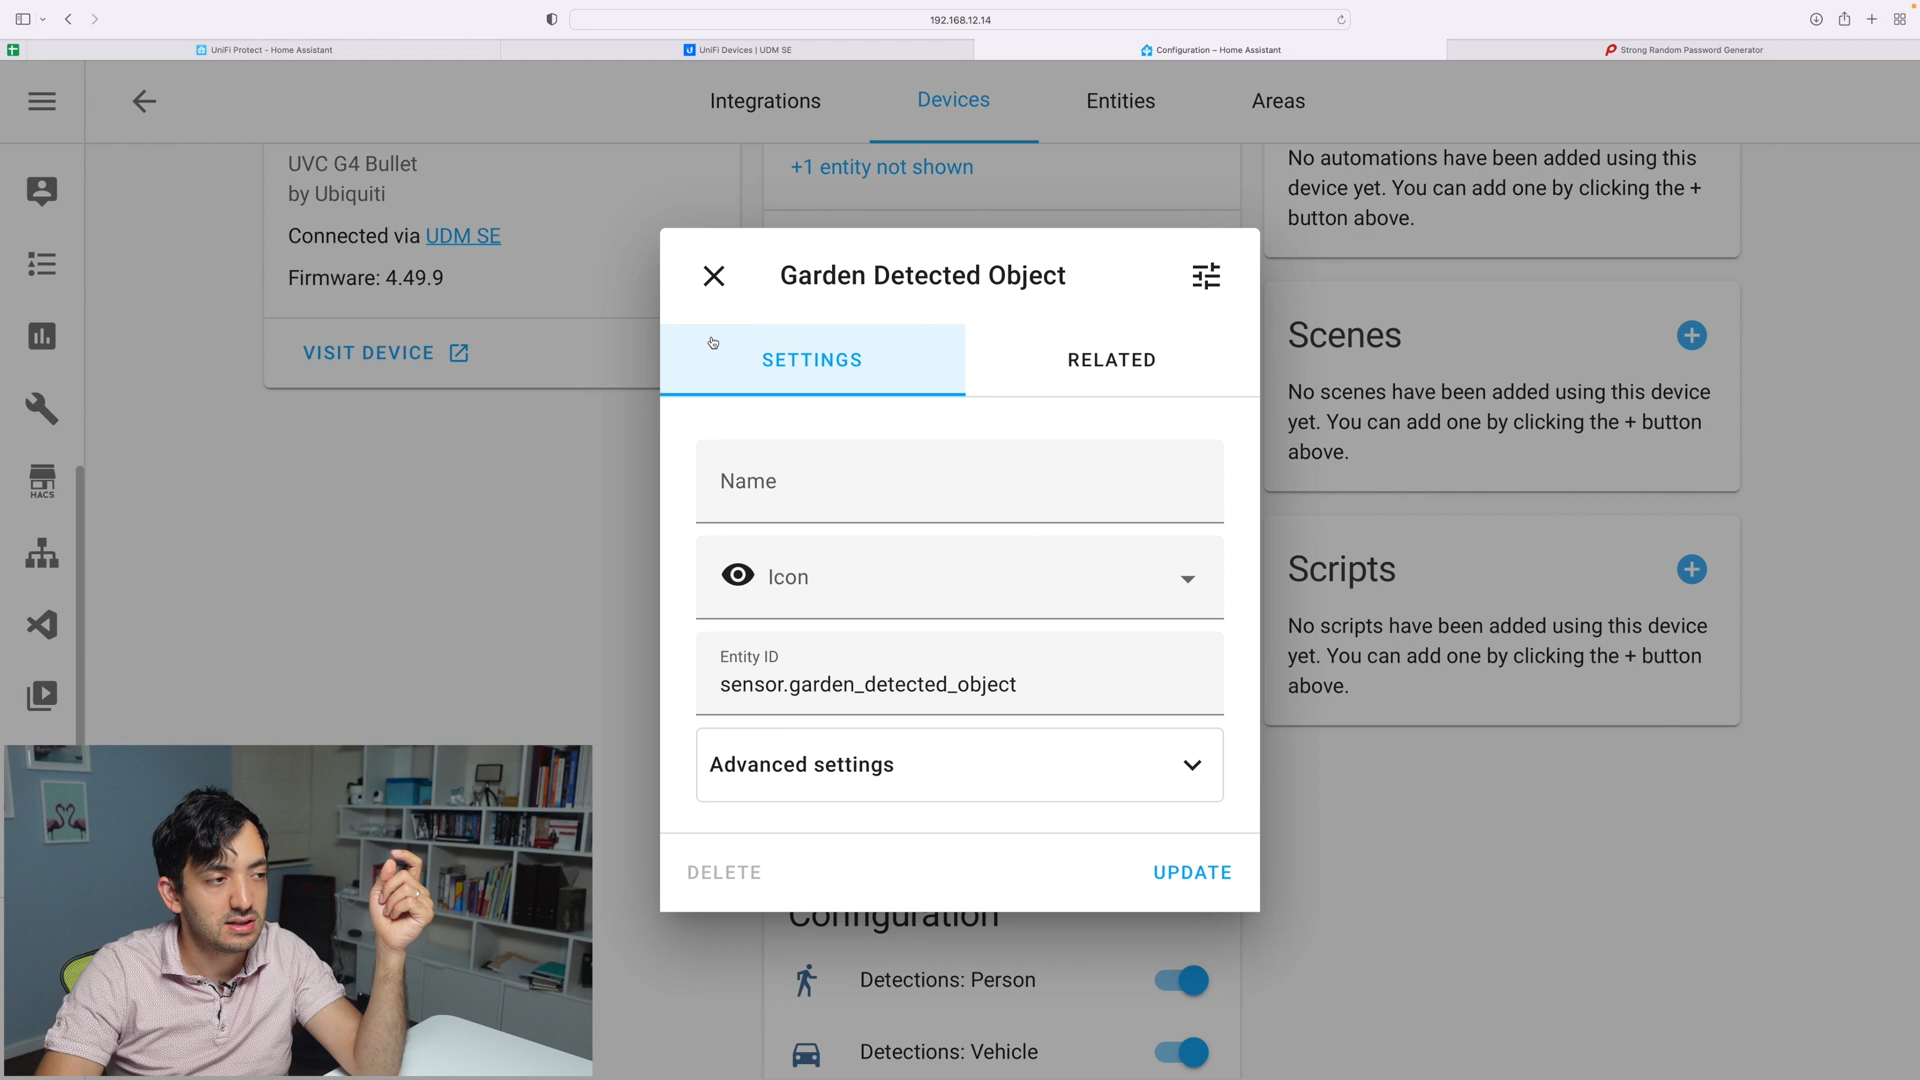 192.168.12.14
UniFi Protect - Home Assistant
UniFi Devices | UDM SE
Configuration – Home Assistant
Strong Random Password Generator
Integrations
Devices
Entities
Areas
UVC G4 Bullet
by Ubiquiti
Connected via UDM SE
Firmware: 4.49.9
VISIT DEVICE
HACS
+1 entity not shown
Garden Detected Object
SETTINGS
RELATED
Name
Icon
Entity ID
sensor.garden_detected_object
Advanced settings
DELETE
UPDATE
Configuration
Detections: Person
Detections: Vehicle
No automations have been added using this
device yet. You can add one by clicking the +
button above.
Scenes
No scenes have been added using this device
yet. You can add one by clicking the + button
above.
Scripts
No scripts have been added using this device
yet. You can add one by clicking the + button
above.